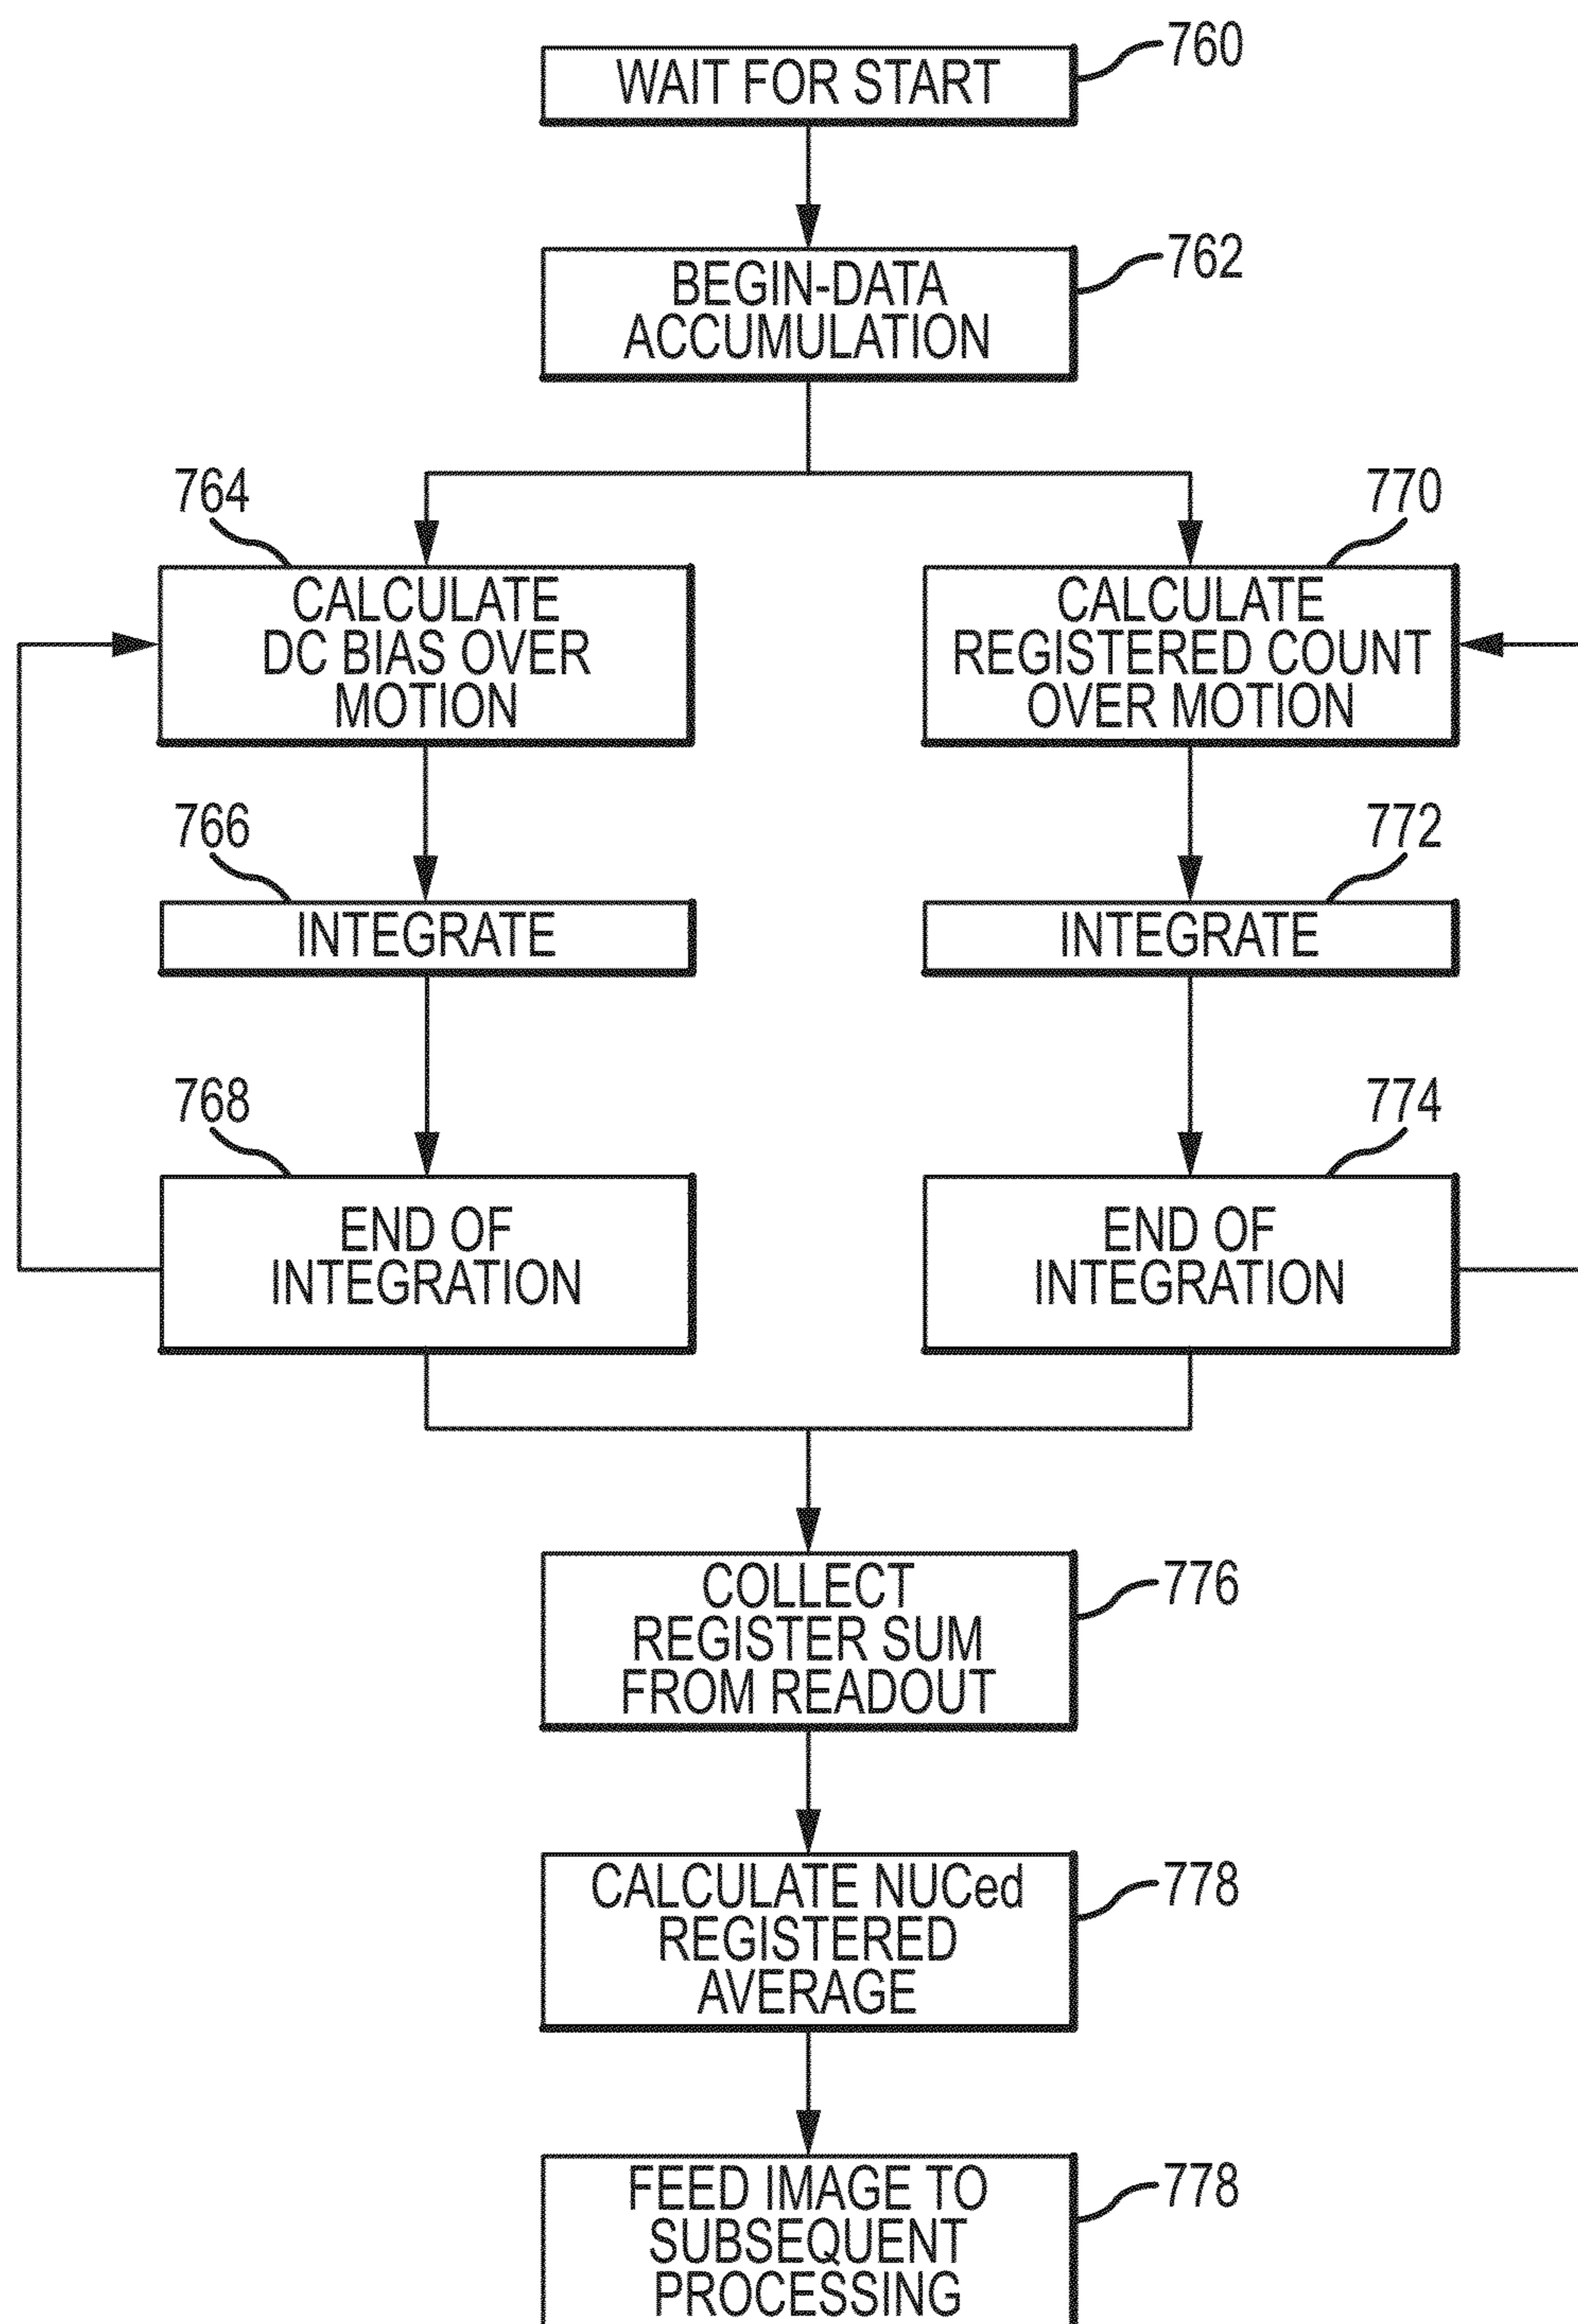 WAIT FOR START
760
BEGIN-DATA
ACCUMULATION
762
764
CALCULATE
DC BIAS OVER
MOTION
770
CALCULATE
REGISTERED COUNT
OVER MOTION
766
INTEGRATE
772
INTEGRATE
768
END OF
INTEGRATION
774
END OF
INTEGRATION
COLLECT
REGISTER SUM
FROM READOUT
776
CALCULATE NUCed
REGISTERED
AVERAGE
778
FEED IMAGE TO
SUBSEQUENT
PROCESSING
778